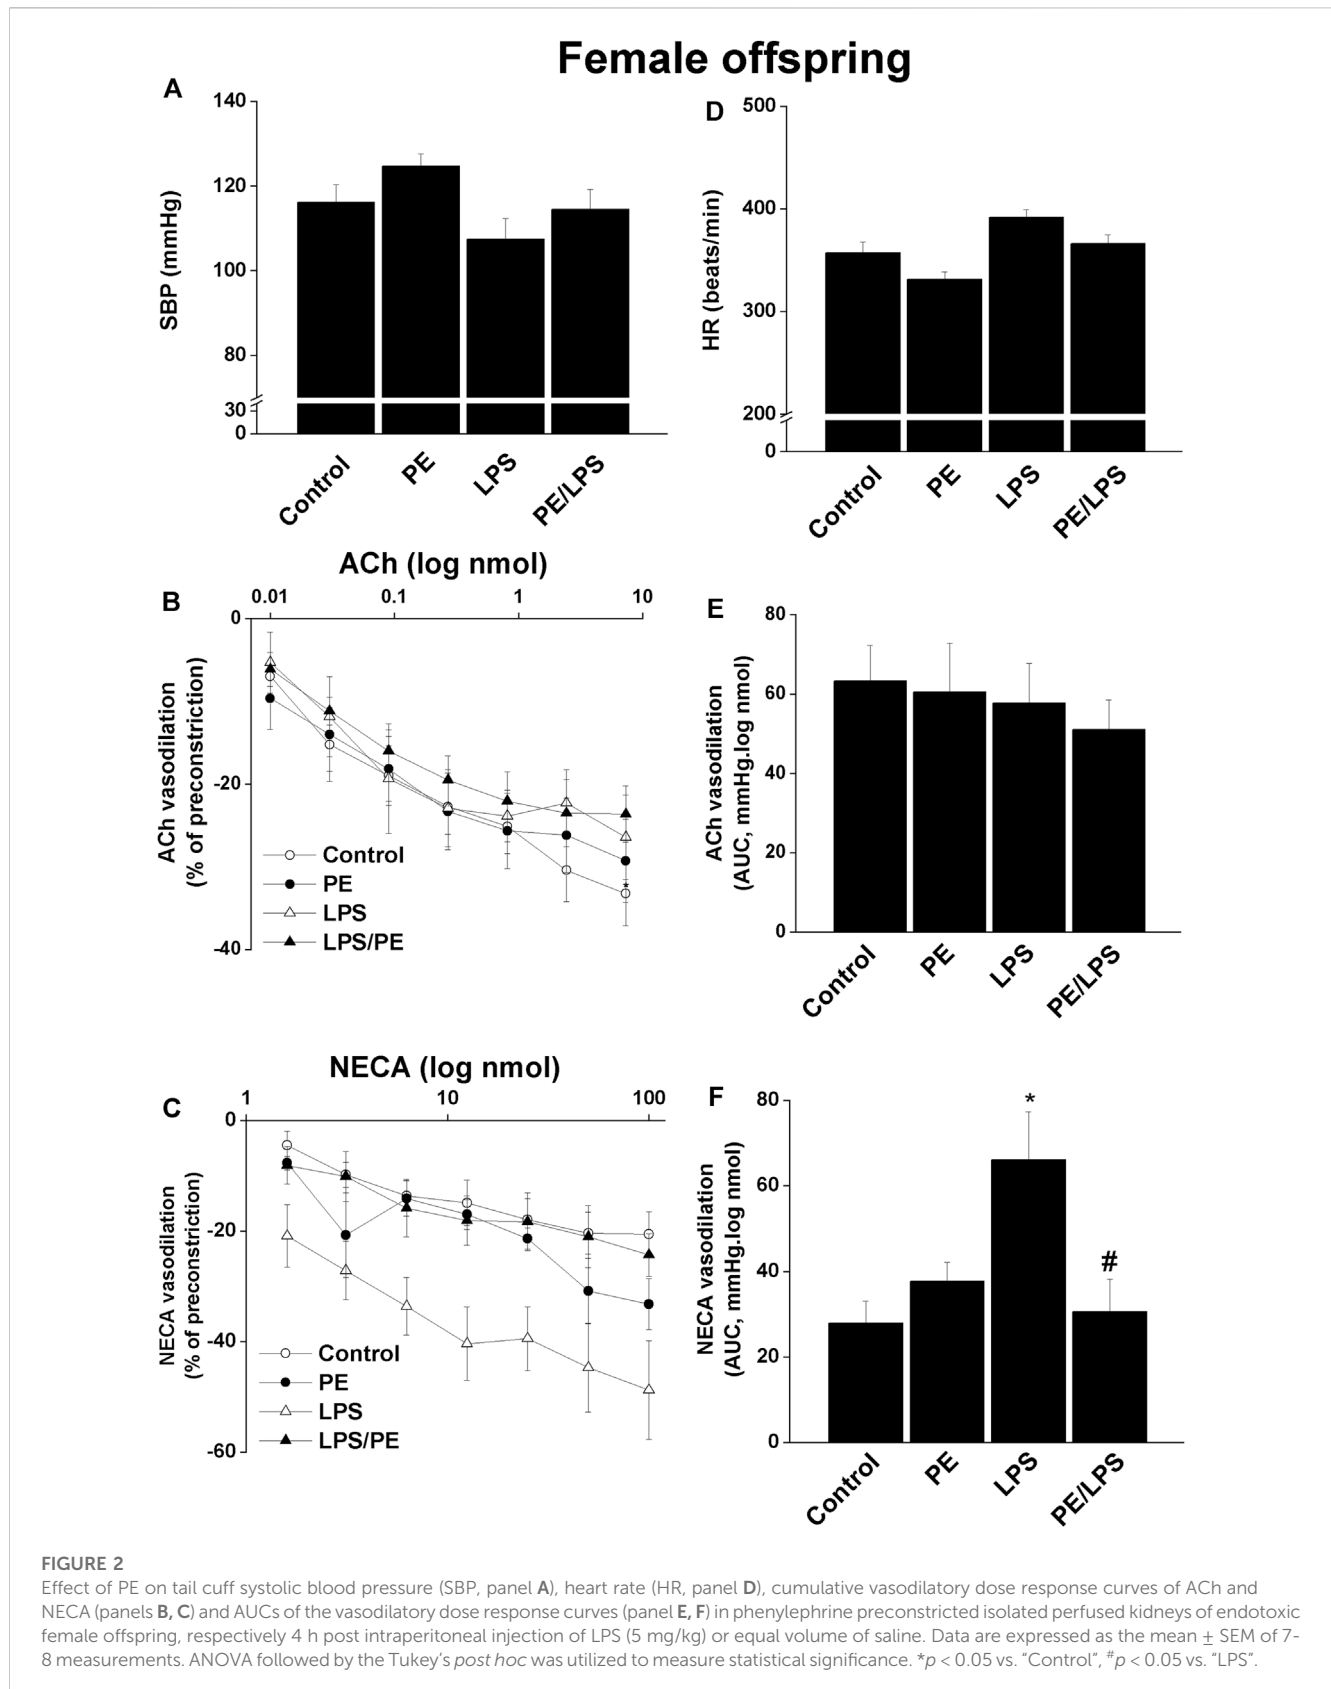 Female offspring
A
140
120
100
80
30
0
SBP (mmHg)
Control
PE
LPS
PE/LPS
D
500
400
300
200
0
HR (beats/min)
Control
PE
LPS
PE/LPS
B
ACh (log nmol)
0.01
0.1
1
10
0
-20
-40
ACh vasodilation
(% of preconstriction)
*
Control
PE
LPS
LPS/PE
E
80
60
40
20
0
ACh vasodilation
(AUC, mmHg.log nmol)
Control
PE
LPS
PE/LPS
C
NECA (log nmol)
1
10
100
0
-20
-40
-60
NECA vasodilation
(% of preconstriction)
Control
PE
LPS
LPS/PE
F
80
60
40
20
0
NECA vasodilation
(AUC, mmHg.log nmol)
*
#
Control
PE
LPS
PE/LPS
FIGURE 2
Effect of PE on tail cuff systolic blood pressure (SBP, panel A), heart rate (HR, panel D), cumulative vasodilatory dose response curves of ACh and
NECA (panels B, C) and AUCs of the vasodilatory dose response curves (panel E, F) in phenylephrine preconstricted isolated perfused kidneys of endotoxic
female offspring, respectively 4 h post intraperitoneal injection of LPS (5 mg/kg) or equal volume of saline. Data are expressed as the mean ± SEM of 7-
8 measurements. ANOVA followed by the Tukey's post hoc was utilized to measure statistical significance. *p < 0.05 vs. "Control", #p < 0.05 vs. "LPS".